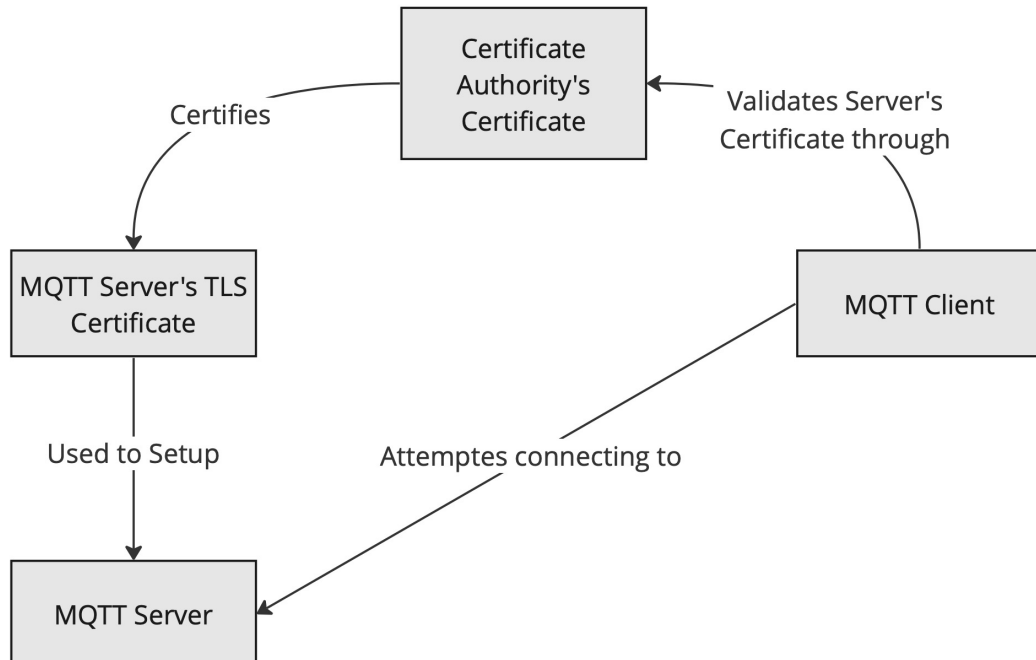 Certificate
Authority's
Certificate
Certifies
Validates Server's
Certificate through
MQTT Server's TLS
Certificate
MQTT Client
Used to Setup
Attemptes connecting to
MQTT Server